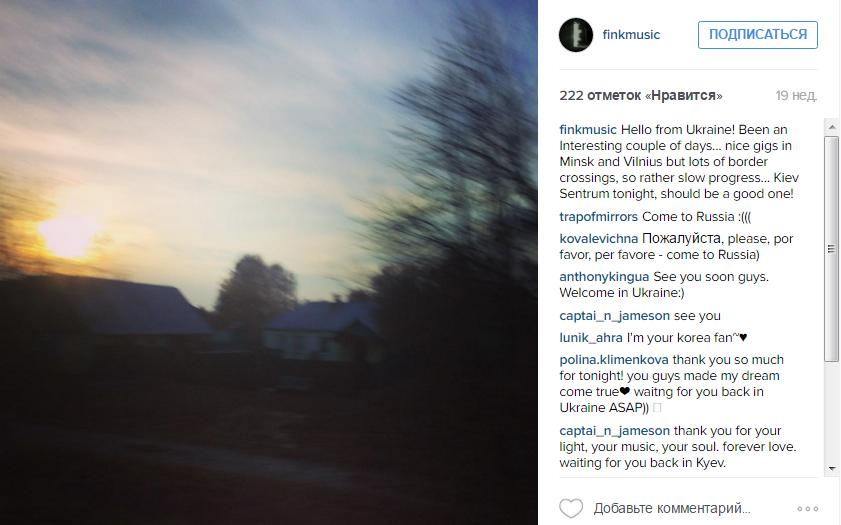 finkmusic
ПОДПИСАТЬСЯ
222 отметок «Нравится»
19 нед.
finkmusic Hello from Ukraine! Been an
Interesting couple of days... nice gigs in
Minsk and Vilnius but lots of border
crossings, so rather slow progress... Kiev
Sentrum tonight, should be a good one!
trapofmirrors Come to Russia :(((
kovalevichna Пожалуйста, please, por
favor, per favore - come to Russia)
anthonykingua See you soon guys.
Welcome in Ukraine:)
captai_n_jameson see you
lunik_ahra I'm your korea fan~♥
polina.klimenkova thank you so much
for tonight! you guys made my dream
come true❤ waitng for you back in
Ukraine ASAP)) 
captai_n_jameson thank you for your
light, your music, your soul. forever love.
waiting for you back in Kyev.
Добавьте комментарий...